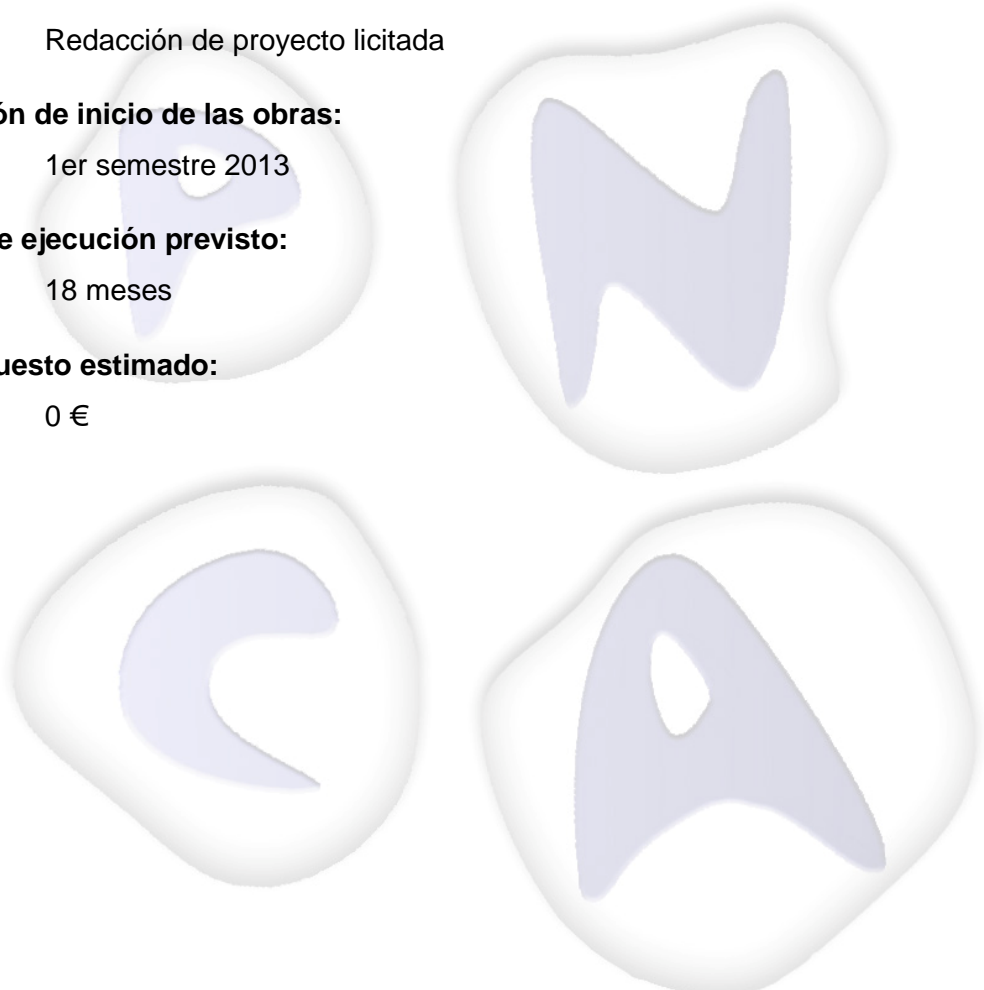 Redacción de proyecto licitada
ón de inicio de las obras:
1er semestre 2013
e ejecución previsto:
18 meses
uesto estimado:
0 €
P N
C A